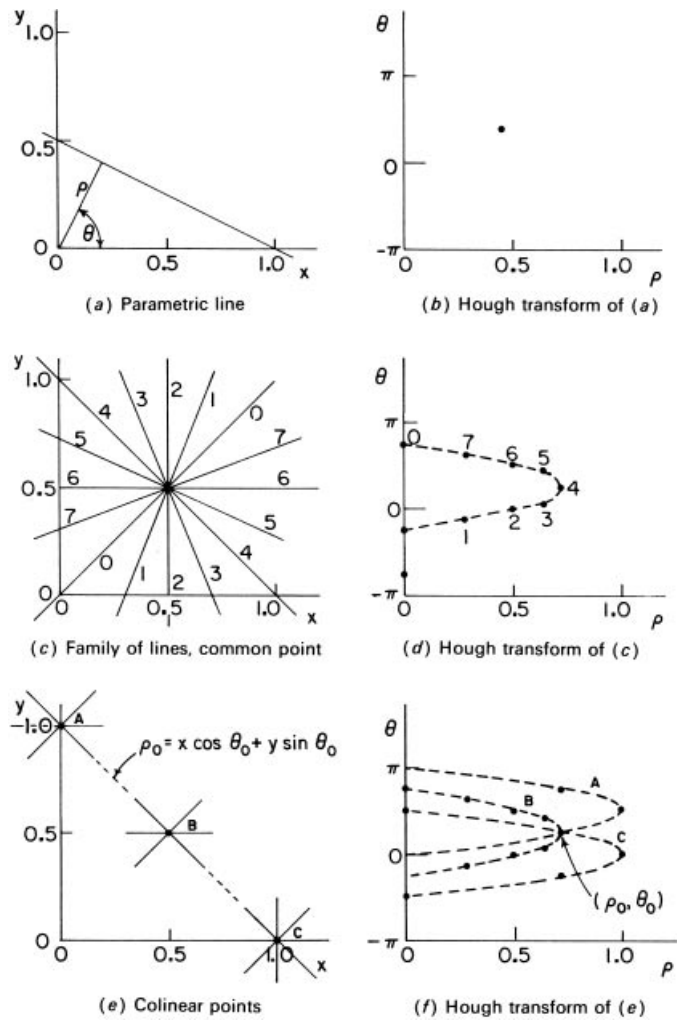 y
1.0
0.5
ρ
θ
0
0
0.5
1.0
x
(a) Parametric line
θ
π
0
-π
0
0.5
1.0
ρ
(b) Hough transform of (a)
y
1.0
0.5
0
4
3
2
1
0
5
7
6
6
7
5
0
1
2
3
4
0
0.5
1.0
x
(c) Family of lines, common point
θ
π
0
-π
0
7
6
5
4
1
2
3
0
0.5
1.0
ρ
(d) Hough transform of (c)
y
-1.0
A
ρ₀ = x cos θ₀ + y sin θ₀
0.5
B
0
C
0
0.5
1.0
x
(e) Colinear points
θ
π
0
-π
A
B
C
(ρ₀, θ₀)
0
0.5
1.0
ρ
(f) Hough transform of (e)